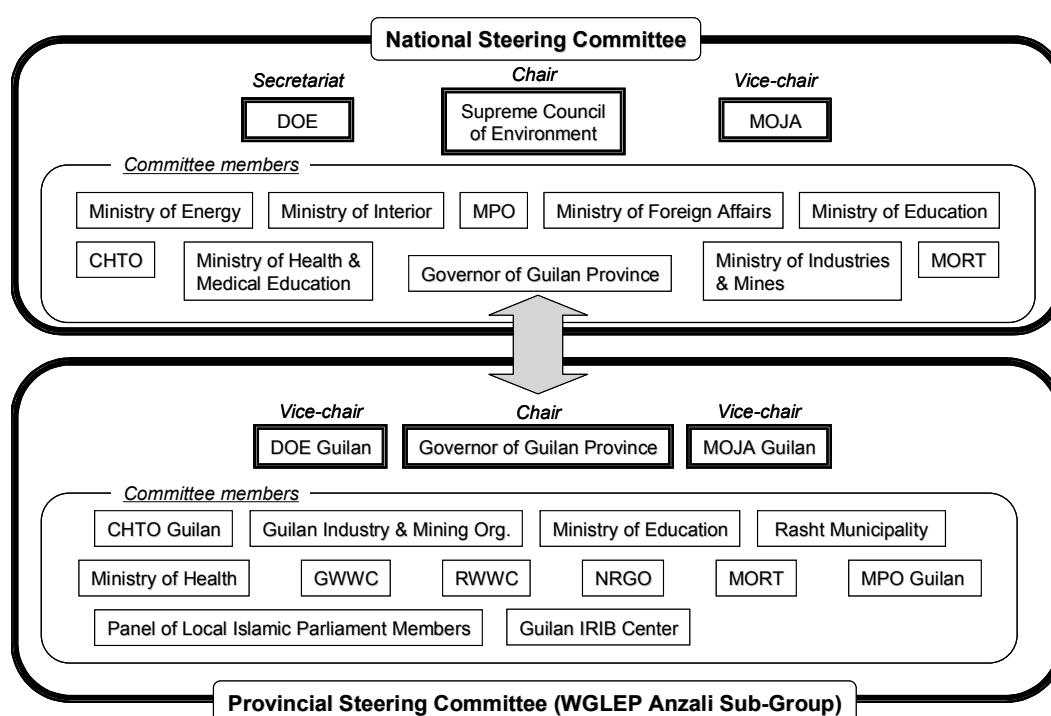 National Steering Committee
Secretariat
Chair
Vice-chair
DOE
Supreme Council
of Environment
MOJA
Committee members
Ministry of Energy
Ministry of Interior
MPO
Ministry of Foreign Affairs
Ministry of Education
CHTO
Ministry of Health &
Medical Education
Governor of Guilan Province
Ministry of Industries
& Mines
MORT
Vice-chair
Chair
Vice-chair
DOE Guilan
Governor of Guilan Province
MOJA Guilan
Committee members
CHTO Guilan
Guilan Industry & Mining Org.
Ministry of Education
Rasht Municipality
Ministry of Health
GWWC
RWWC
NRGO
MORT
MPO Guilan
Panel of Local Islamic Parliament Members
Guilan IRIB Center
Provincial Steering Committee (WGLEP Anzali Sub-Group)